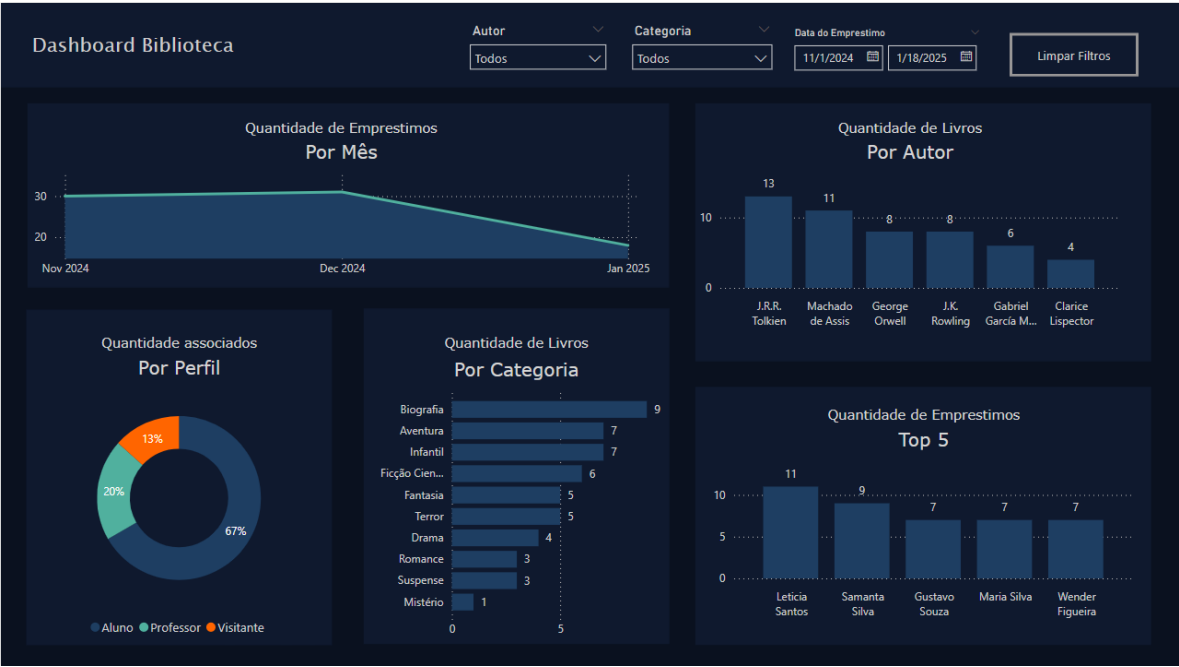 Dashboard Biblioteca
Autor
Todos
Categoria
Todos
Data do Emprestimo
11/1/2024
1/18/2025
Limpar Filtros
Quantidade de Emprestimos
Por Mês
30
20
Nov 2024
Dec 2024
Jan 2025
Quantidade de Livros
Por Autor
13
11
8
8
6
4
10
0
J.R.R.
Tolkien
Machado
de Assis
George
Orwell
J.K.
Rowling
Gabriel
García M...
Clarice
Lispector
Quantidade associados
Por Perfil
13%
20%
67%
Aluno
Professor
Visitante
Quantidade de Livros
Por Categoria
Biografia 9
Aventura 7
Infantil 7
Ficção Cien... 6
Fantasia 5
Terror 5
Drama 4
Romance 3
Suspense 3
Mistério 1
0 5
Quantidade de Emprestimos
Top 5
11
9
7
7
7
10
5
0
Leticia
Santos
Samanta
Silva
Gustavo
Souza
Maria Silva
Wender
Figueira